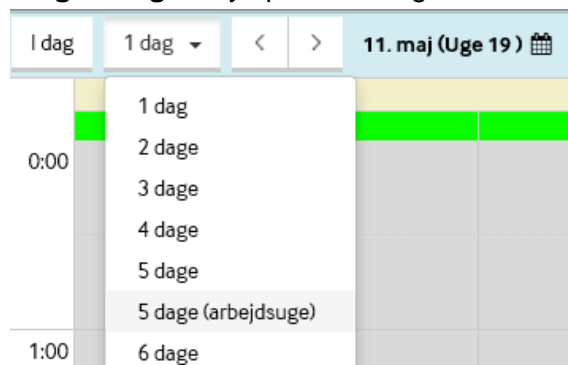 I dag
1 dag
11. maj (Uge 19 )
1 dag
2 dage
3 dage
4 dage
5 dage
5 dage (arbejdsuge)
6 dage
0:00
1:00